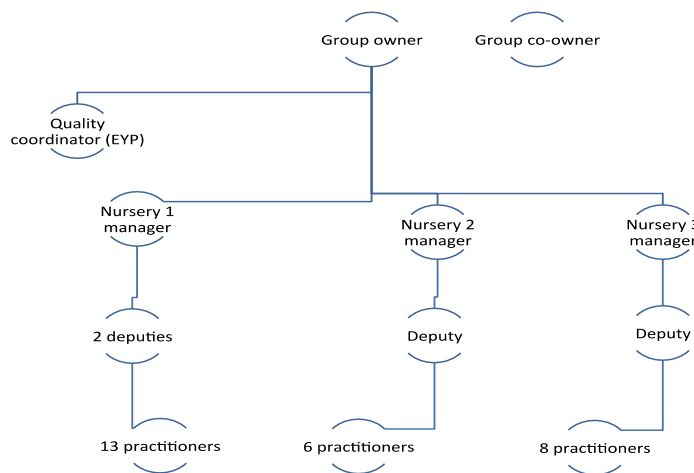 Group owner
Group co-owner
Quality
coordinator (EYP)
Nursery 1
manager
Nursery 2
manager
Nursery 3
manager
2 deputies
Deputy
Deputy
13 practitioners
6 practitioners
8 practitioners